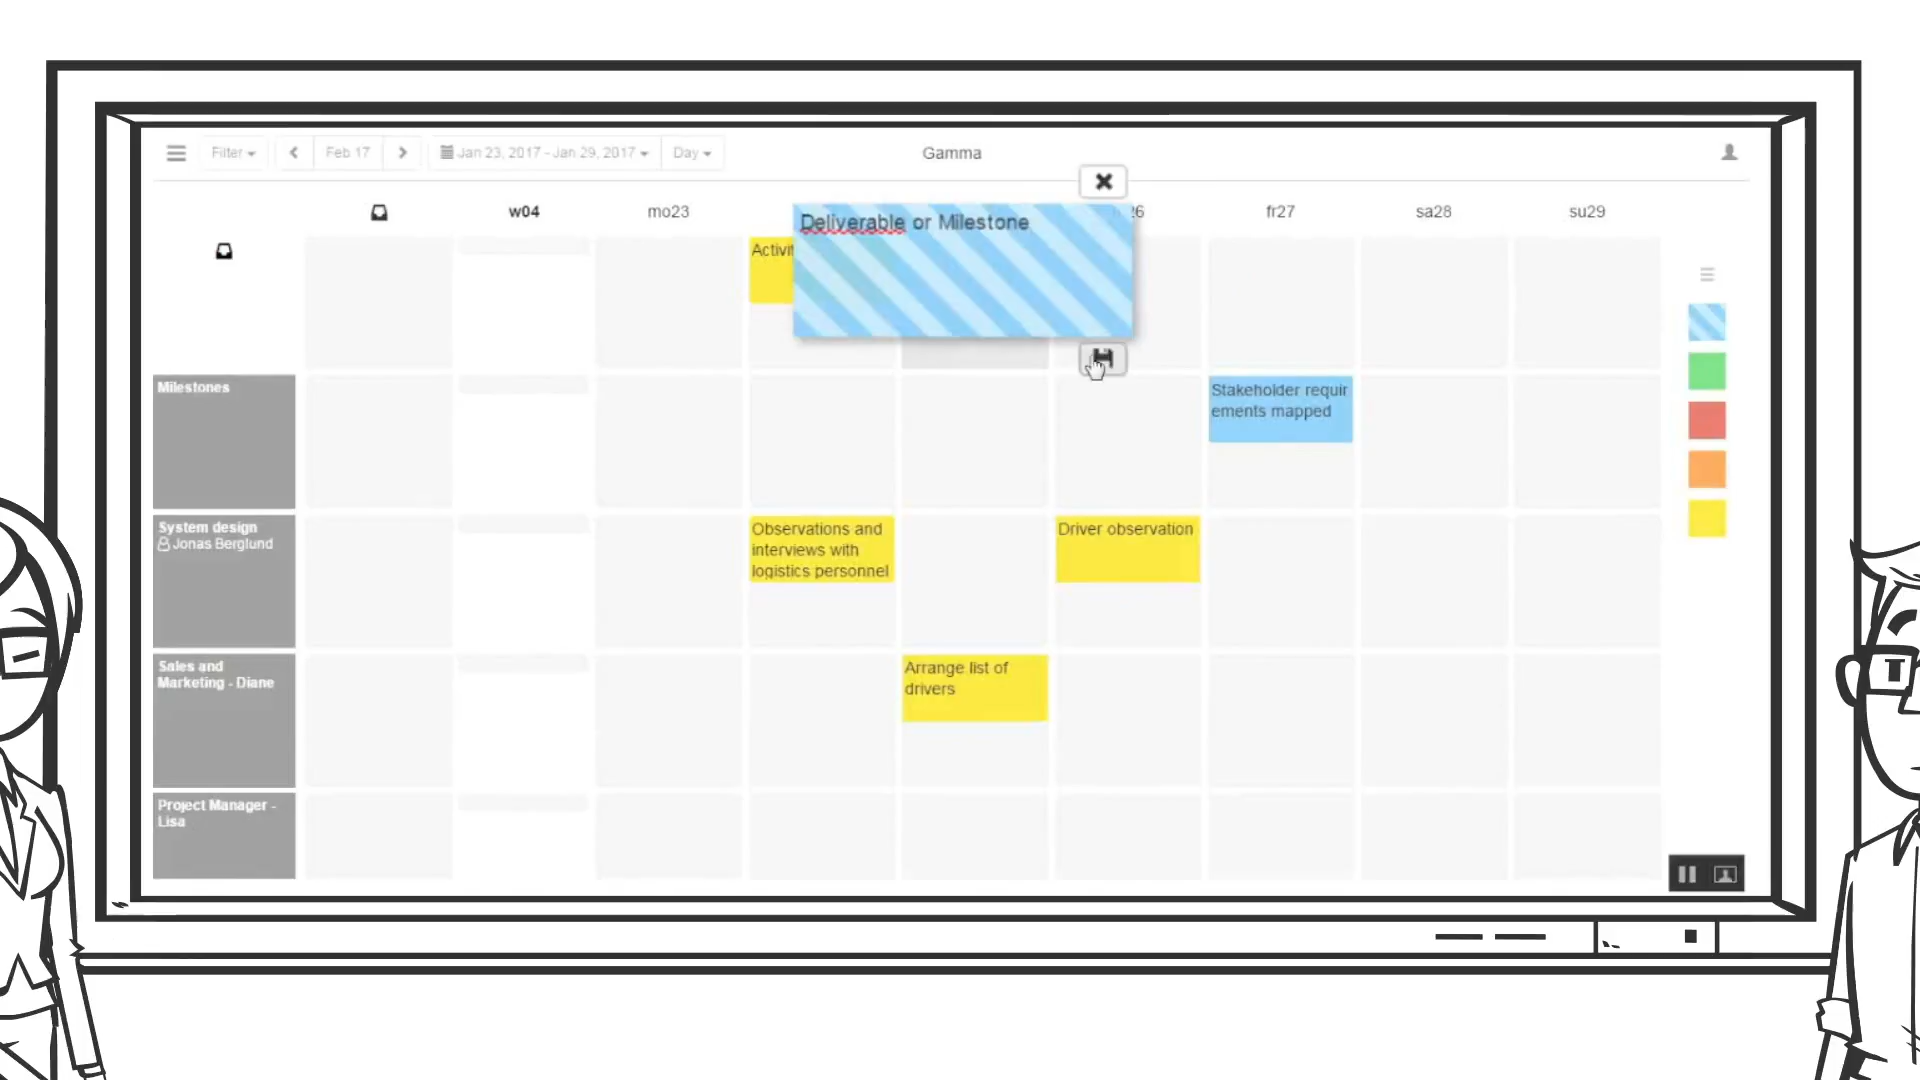 Filter
Feb 17
Jan 23, 2017 - Jan 29, 2017
Day
Gamma
w04
mo23
26
fr27
sa28
su29
Deliverable or Milestone
Milestones
Stakeholder requir
ements mapped
System design
Jonas Berglund
Observations and
interviews with
logistics personnel
Driver observation
Sales and
Marketing - Diane
Arrange list of
drivers
Project Manager -
Lisa